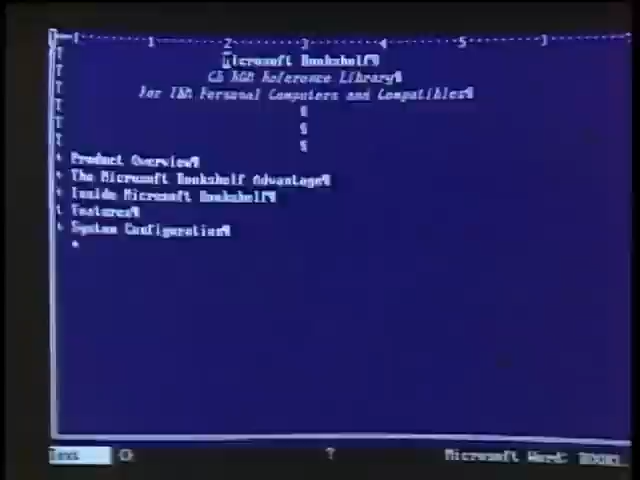 Microsoft Bookshelf¶
CD ROM Reference Library¶
For IBM Personal Computers and Compatibles¶
¶
¶
¶
Product Overview¶
The Microsoft Bookshelf Advantage¶
Inside Microsoft Bookshelf¶
Features¶
System Configuration¶
Text
?
Microsoft Word: